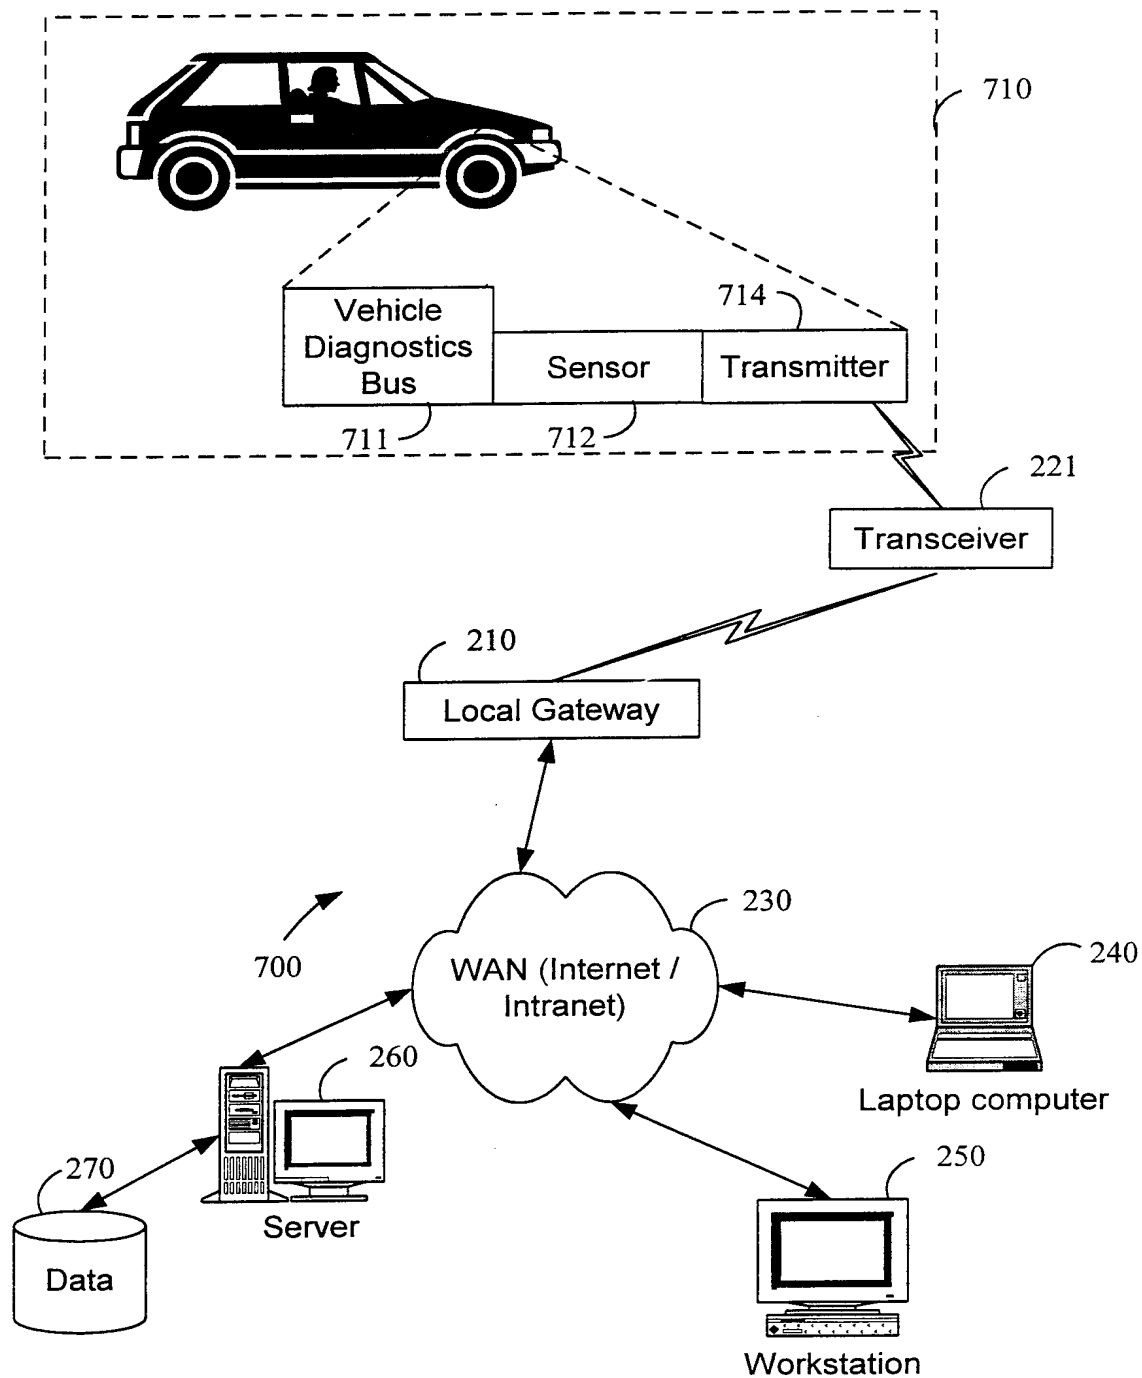 710
714
Vehicle
Diagnostics
Bus
Sensor
Transmitter
711
712
221
Transceiver
210
Local Gateway
230
700
WAN (Internet /
Intranet)
240
Laptop computer
260
250
270
Server
Data
Workstation